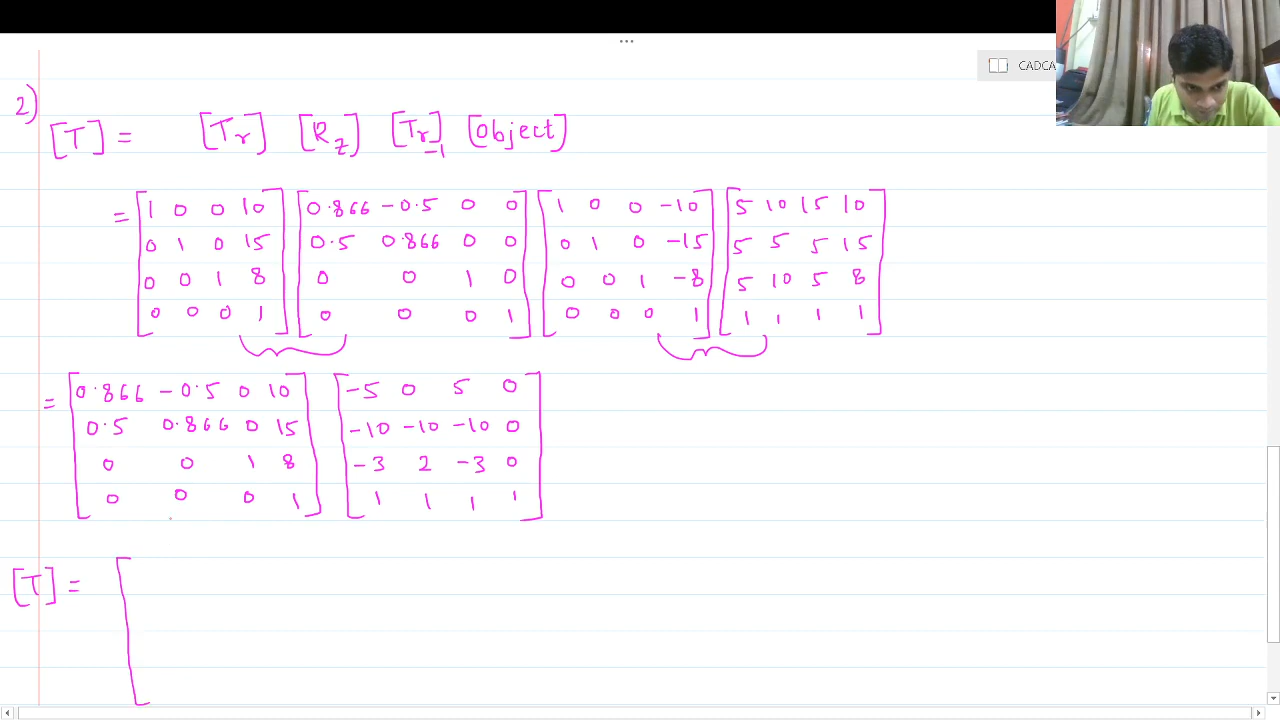 CADCA
2)
[T] = [Tr] [Rz] [Tr]-1 [Object]
= [1 0 0 10] [0.866 -0.5 0 0] [1 0 0 -10] [5 10 15 10]
[0 1 0 15] [0.5 0.866 0 0] [0 1 0 -15] [5 5 5 15]
[0 0 1 8] [0 0 1 0] [0 0 1 -8] [5 10 5 8]
[0 0 0 1] [0 0 0 1] [0 0 0 1] [1 1 1 1]
= [0.866 -0.5 0 10] [-5 0 5 0]
[0.5 0.866 0 15] [-10 -10 -10 0]
[0 0 1 8] [-3 2 -3 0]
[0 0 0 1] [1 1 1 1]
[T] = [